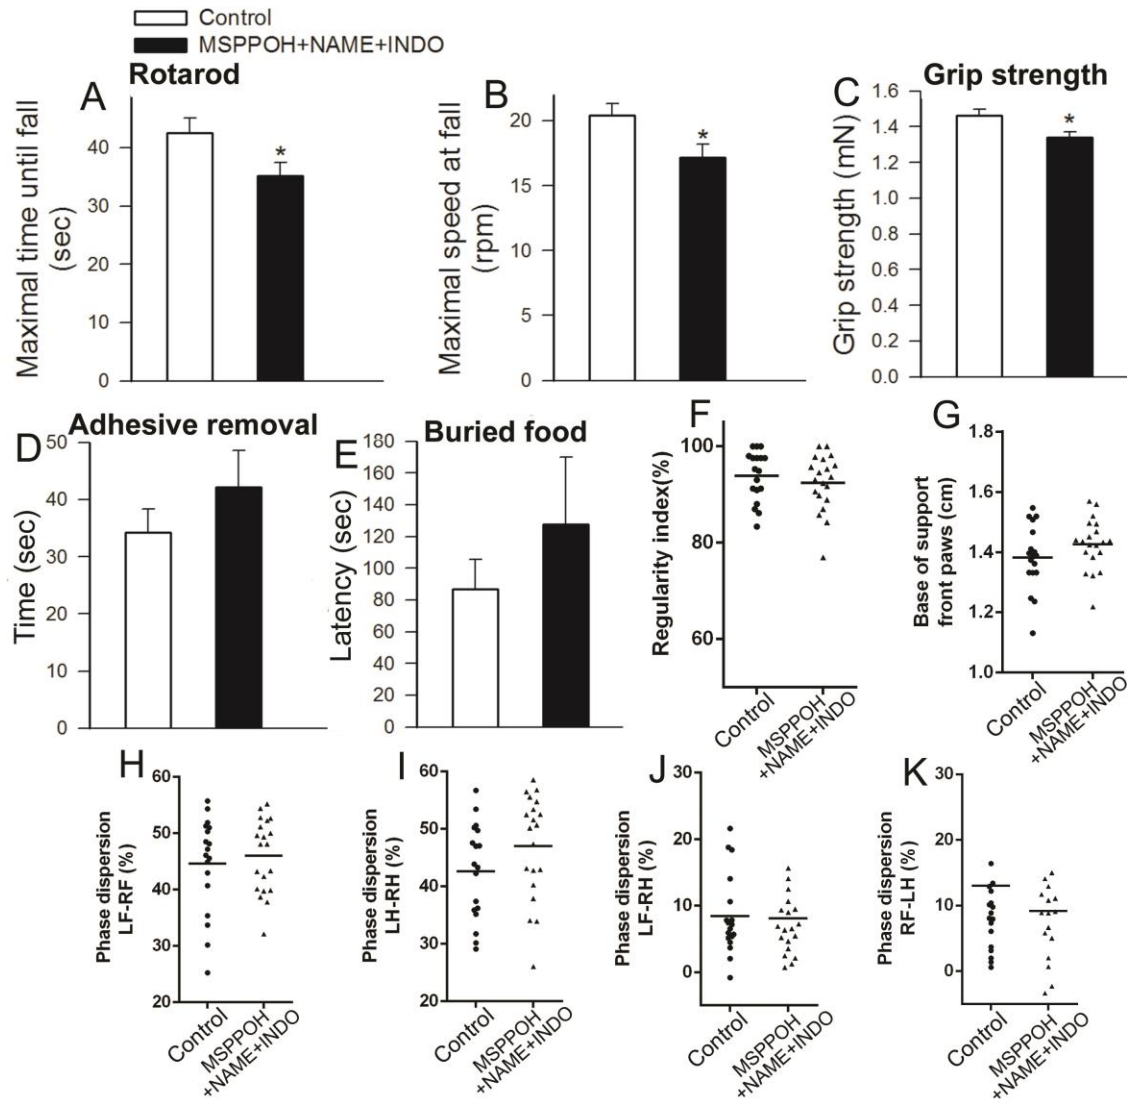 Control
MSPPOH+NAME+INDO
A
Rotarod
Maximal time until fall
(sec)
40
30
20
10
0
*
B
Maximal speed at fall
(rpm)
20
15
10
5
0
*
C
Grip strength
Grip strength (mN)
1.6
1.4
1.2
1.0
0.8
0.6
0.4
0.2
0.0
*
D
Adhesive removal
Time (sec)
50
40
30
20
10
0
E
Buried food
Latency (sec)
180
160
140
120
100
80
60
40
20
0
F
Regularity index(%)
100
80
60
Control
MSPPOH
+NAME+INDO
G
Base of support
front paws (cm)
1.8
1.6
1.4
1.2
1.0
Control
MSPPOH
+NAME+INDO
H
Phase dispersion
LF-RF (%)
60
50
40
30
20
Control
MSPPOH
+NAME+INDO
I
Phase dispersion
LH-RH (%)
60
50
40
30
20
Control
MSPPOH
+NAME+INDO
J
Phase dispersion
LF-RH (%)
30
20
10
0
Control
MSPPOH
+NAME+INDO
K
Phase dispersion
RF-LH (%)
30
20
10
0
Control
MSPPOH
+NAME+INDO